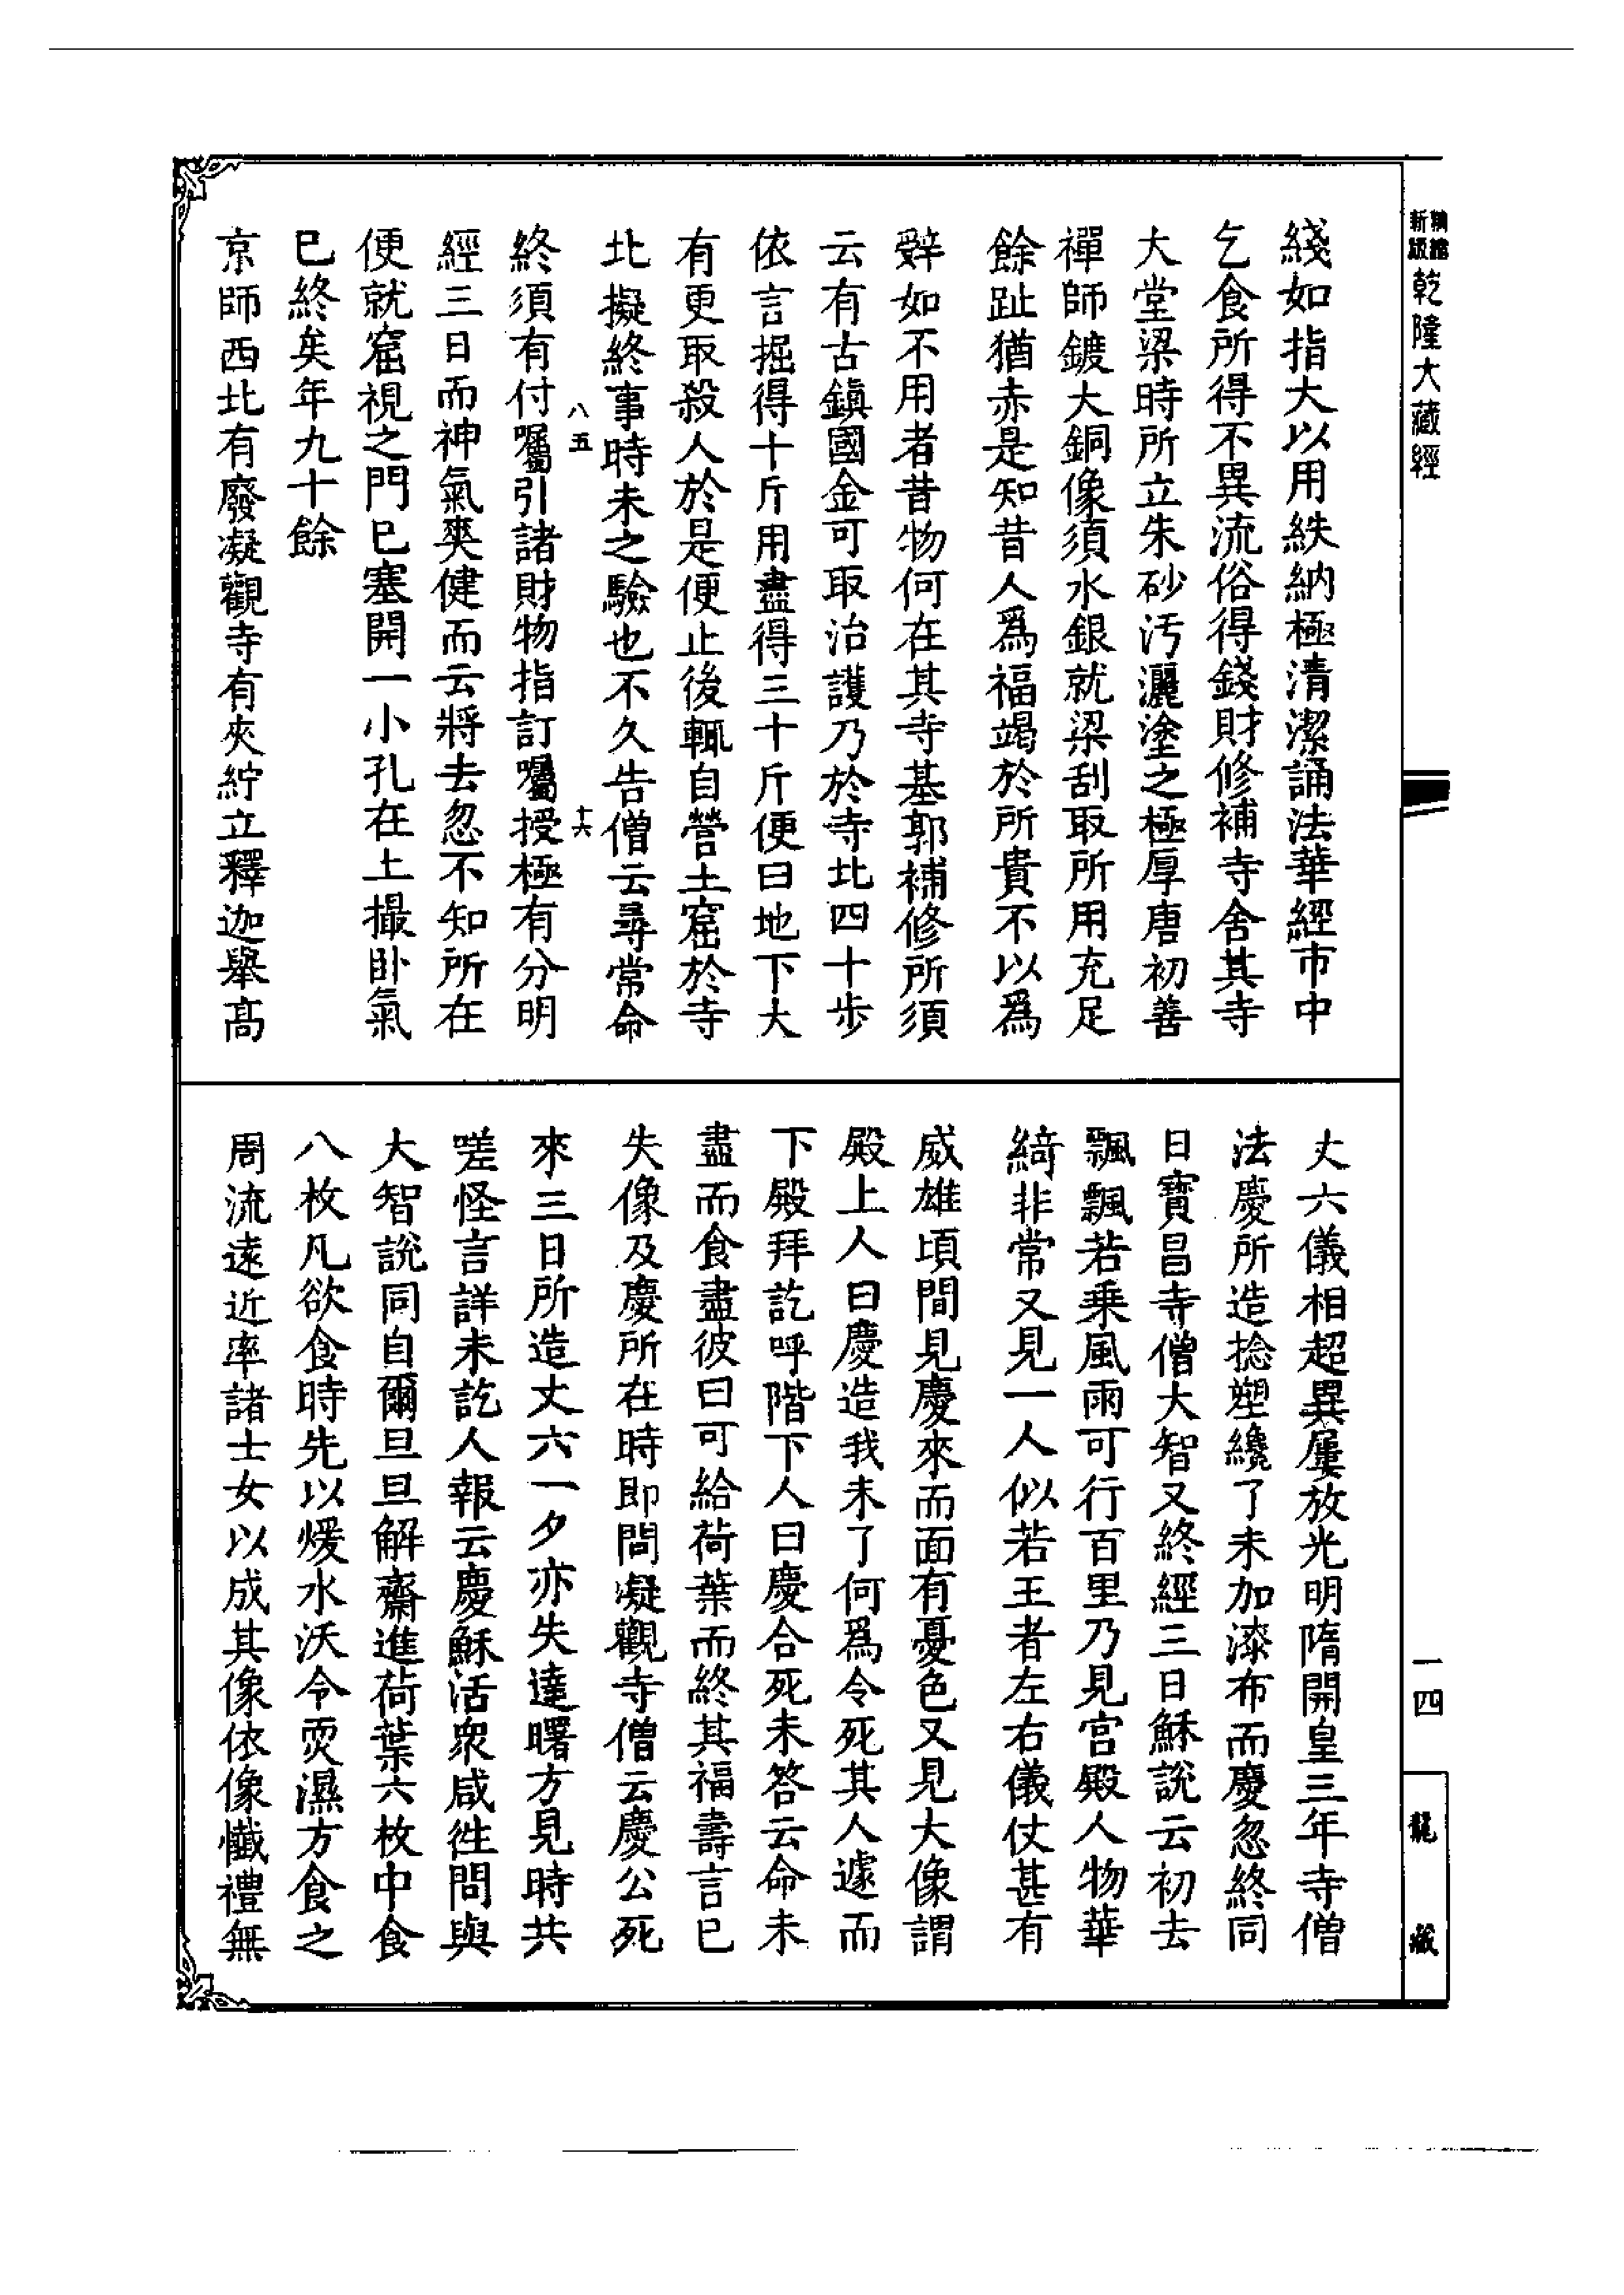 精繕
新版
乾隆大藏經
綫如指大以用紩納極清潔誦法華經市中
乞食所得不異流俗得錢財修補寺舍其寺
大堂梁時所立朱砂汚灑塗之極厚唐初善
禪師鍍大銅像須水銀就梁刮取所用充足
餘趾猶赤是知昔人爲福竭於所貴不以爲
辤如不用者昔物何在其寺基郭補修所須
云有古鎮國金可取治護乃於寺北四十步
依言掘得十斤用盡得三十斤便曰地下大
有更取殺人於是便止後輒自營土窟於寺
北擬終事時未之驗也不久告僧云尋常命
八五
十六
終須有付囑引諸財物指訂囑授極有分明
經三日而神氣爽健而云將去忽不知所在
便就窟視之門已塞開一小孔在上撮卧氣
已終矣年九十餘
京師西北有廢凝觀寺有夾紵立釋迦舉高
丈六儀相超異屢放光明隋開皇三年寺僧
法慶所造捻塑纔了未加漆布而慶忽終同
日寶昌寺僧大智又終經三日穌說云初去
飄飄若乗風雨可行百里乃見宫殿人物華
綺非常又見一人似若王者左右儀仗甚有
威雄頃間見慶來而面有憂色又見大像謂
殿上人曰慶造我未了何爲令死其人遽而
下殿拜訖呼階下人曰慶合死未答云命未
盡而食盡彼曰可給荷葉而終其福壽言已
失像及慶所在時即問凝觀寺僧云慶公死
來三日所造丈六一夕亦失達曙方見時共
嗟怪言詳未訖人報云慶穌活衆咸徃問與
大智說同自爾旦旦解齋進荷葉六枚中食
八枚凡欲食時先以煖水沃令耎濕方食之
周流逺近率諸士女以成其像依像懺禮無
一四
龍藏